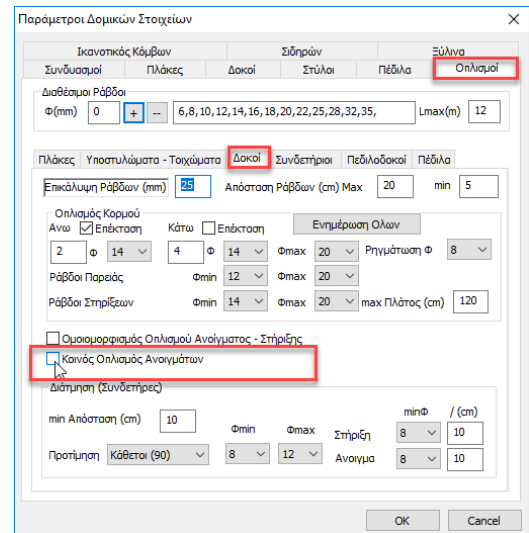 Παράμετροι Δομικών Στοιχείων
Ικανοτικός Κόμβων Σιδηρών Ξύλινα
Συνδυασμοί Πλάκες Δοκοί Στύλοι Πέδιλα Οπλισμοί
Διαθέσιμοι Ράβδοι
Φ(mm) 0 + -- 6,8,10,12,14,16,18,20,22,25,28,32,35, Lmax(m) 12
Πλάκες Υποστυλώματα - Τοιχώματα Δοκοί Συνδετήριοι Πεδιλοδοκοί Πέδιλα
Επικάλυψη Ράβδων (mm) 25 Απόσταση Ράβδων (cm) Max 20 min 5
Οπλισμός Κορμού
Ανω Επέκταση Κάτω Επέκταση Ενημέρωση Ολων
2 Φ 14 4 Φ 14 Φmax 20 Ρηγμάτωση Φ 8
Ράβδοι Παρειάς Φmin 12 Φmax 20
Ράβδοι Στηρίξεων Φmin 14 Φmax 20 max Πλάτος (cm) 120
Ομοιομορφισμός Οπλισμού Ανοίγματος - Στήριξης
Κοινός Οπλισμός Ανοιγμάτων
Διάτμηση (Συνδετήρες)
min Απόσταση (cm) 10 Φmin Φmax minΦ / (cm)
Στήριξη 8 10
Προτίμηση Κάθετοι (90) 8 12 Ανοιγμα 8 10
OK Cancel